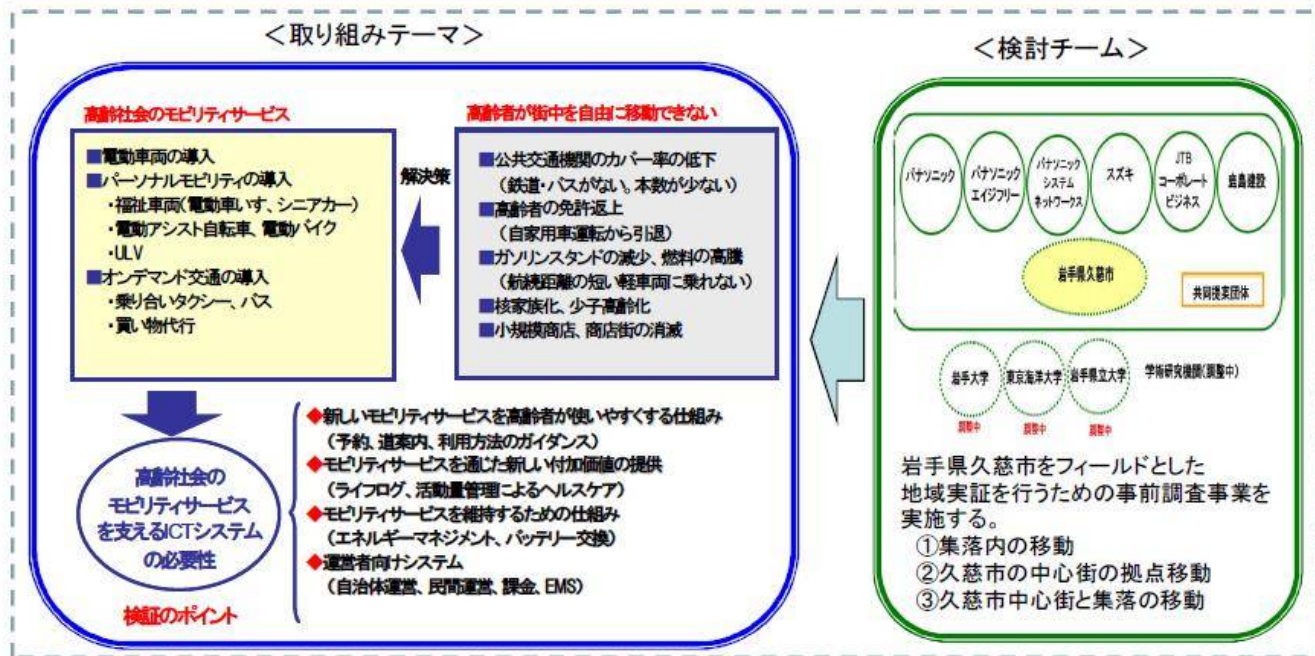 ＜取り組みテーマ＞
高齢社会のモビリティサービス
■電動車両の導入
■パーソナルモビリティの導入
・福祉車両(電動車いす、シニアカー)
・電動アシスト自転車、電動バイク
・ULV
■オンデマンド交通の導入
・乗り合いタクシー、バス
・買い物代行
解決策
高齢者が街中を自由に移動できない
■公共交通機関のカバー率の低下
(鉄道・バスがない。本数が少ない)
■高齢者の免許返上
(自家用車運転から引退)
■ガソリンスタンドの減少、燃料の高騰
(航続距離の短い軽車両に乗れない)
■核家族化、少子高齢化
■小規模商店、商店街の消滅
高齢社会の
モビリティサービス
を支えるICTシステム
の必要性
検証のポイント
◆新しいモビリティサービスを高齢者が使いやすくする仕組み
(予約、道案内、利用方法のガイダンス)
◆モビリティサービスを通じた新しい付加価値の提供
(ライフログ、活動量管理によるヘルスケア)
◆モビリティサービスを維持するための仕組み
(エネルギーマネジメント、バッテリー交換)
◆運営者向けシステム
(自治体運営、民間運営、課金、EMS)
＜検討チーム＞
パナソニック
パナソニック
エイジフリー
パナソニック
システム
ネットワークス
スズキ
JTB
コーポレート
ビジネス
鹿島建設
岩手県久慈市
共同提案団体
岩手大学
東京海洋大学
岩手県立大学
学術研究機関(調整中)
調整中
調整中
調整中
岩手県久慈市をフィールドとした
地域実証を行うための事前調査事業を
実施する。
①集落内の移動
②久慈市の中心街の拠点移動
③久慈市中心街と集落の移動